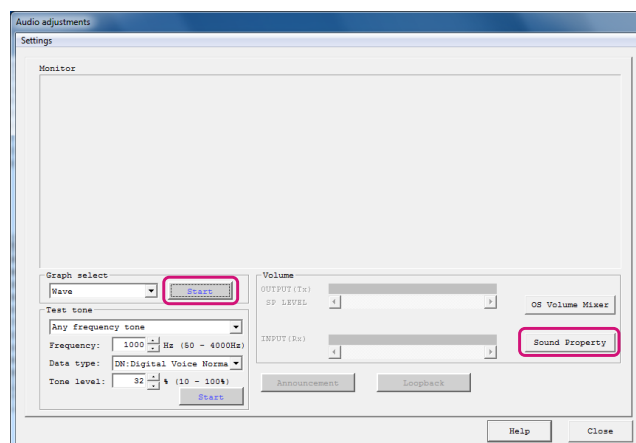 Audio adjustments
Settings
Monitor
Graph select
Wave
Start
Test tone
Any frequency tone
Frequency: 1000 Hz (50 - 4000Hz)
Data type: DN:Digital Voice Norma
Tone level: 32 % (10 - 100%)
Start
Volume
OUTPUT(Tx)
SP LEVEL
INPUT(Rx)
OS Volume Mixer
Sound Property
Announcement
Loopback
Help
Close